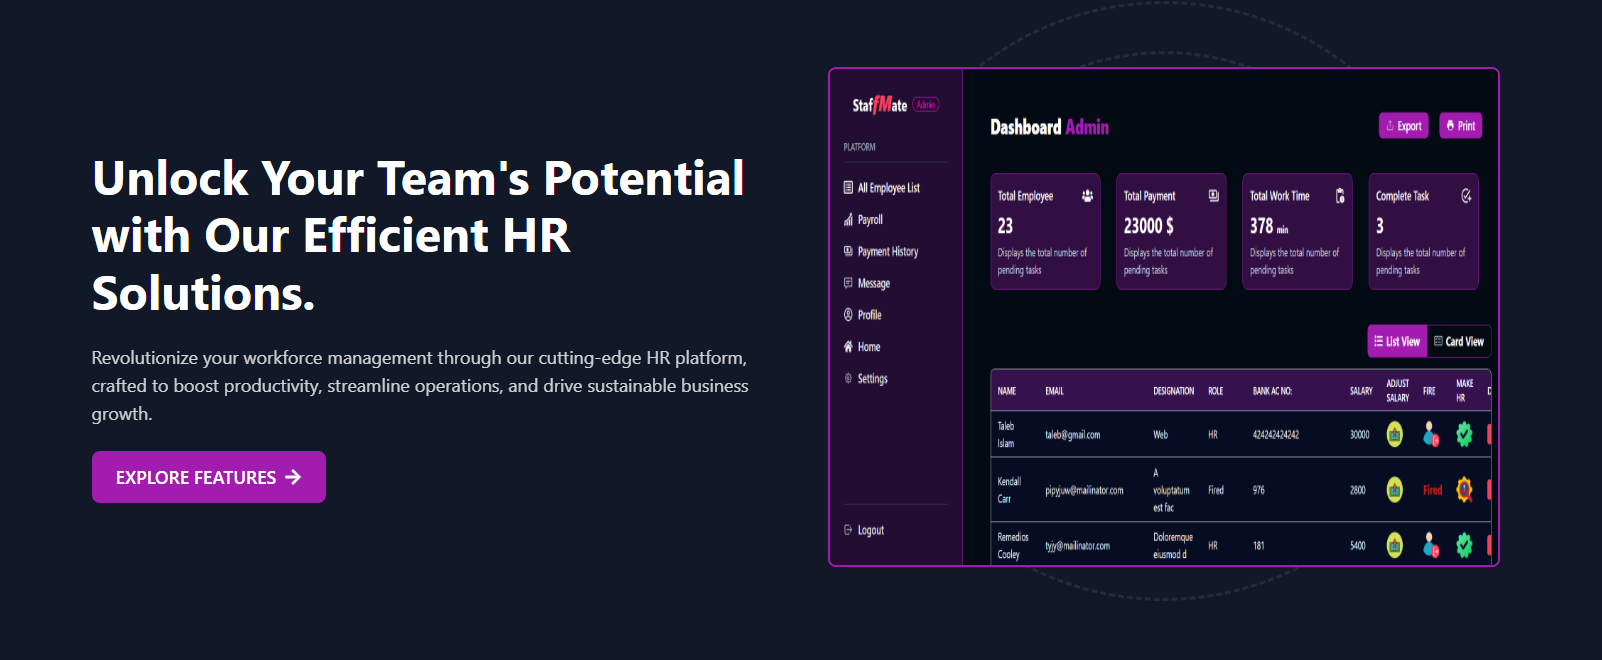 Unlock Your Team's Potential
with Our Efficient HR
Solutions.
Revolutionize your workforce management through our cutting-edge HR platform,
crafted to boost productivity, streamline operations, and drive sustainable business
growth.
EXPLORE FEATURES
StaffMate Admin
PLATFORM
All Employee List
Payroll
Payment History
Message
Profile
Home
Settings
Logout
Dashboard Admin
Export Print
Total Employee
23
Displays the total number of
pending tasks
Total Payment
23000 $
Displays the total number of
pending tasks
Total Work Time
378 min
Displays the total number of
pending tasks
Complete Task
3
Displays the total number of
pending tasks
List View Card View
NAME EMAIL DESIGNATION ROLE BANK AC NO: SALARY ADJUST SALARY FIRE MAKE HR
Taleb Islam taleb@gmail.com Web HR 424242424242 30000
Kendall Carr pipyjuw@mailinator.com A voluptatum est fac Fired 976 2800 Fired
Remedios Cooley tyjy@mailinator.com Doloremque eiusmod d HR 181 5400